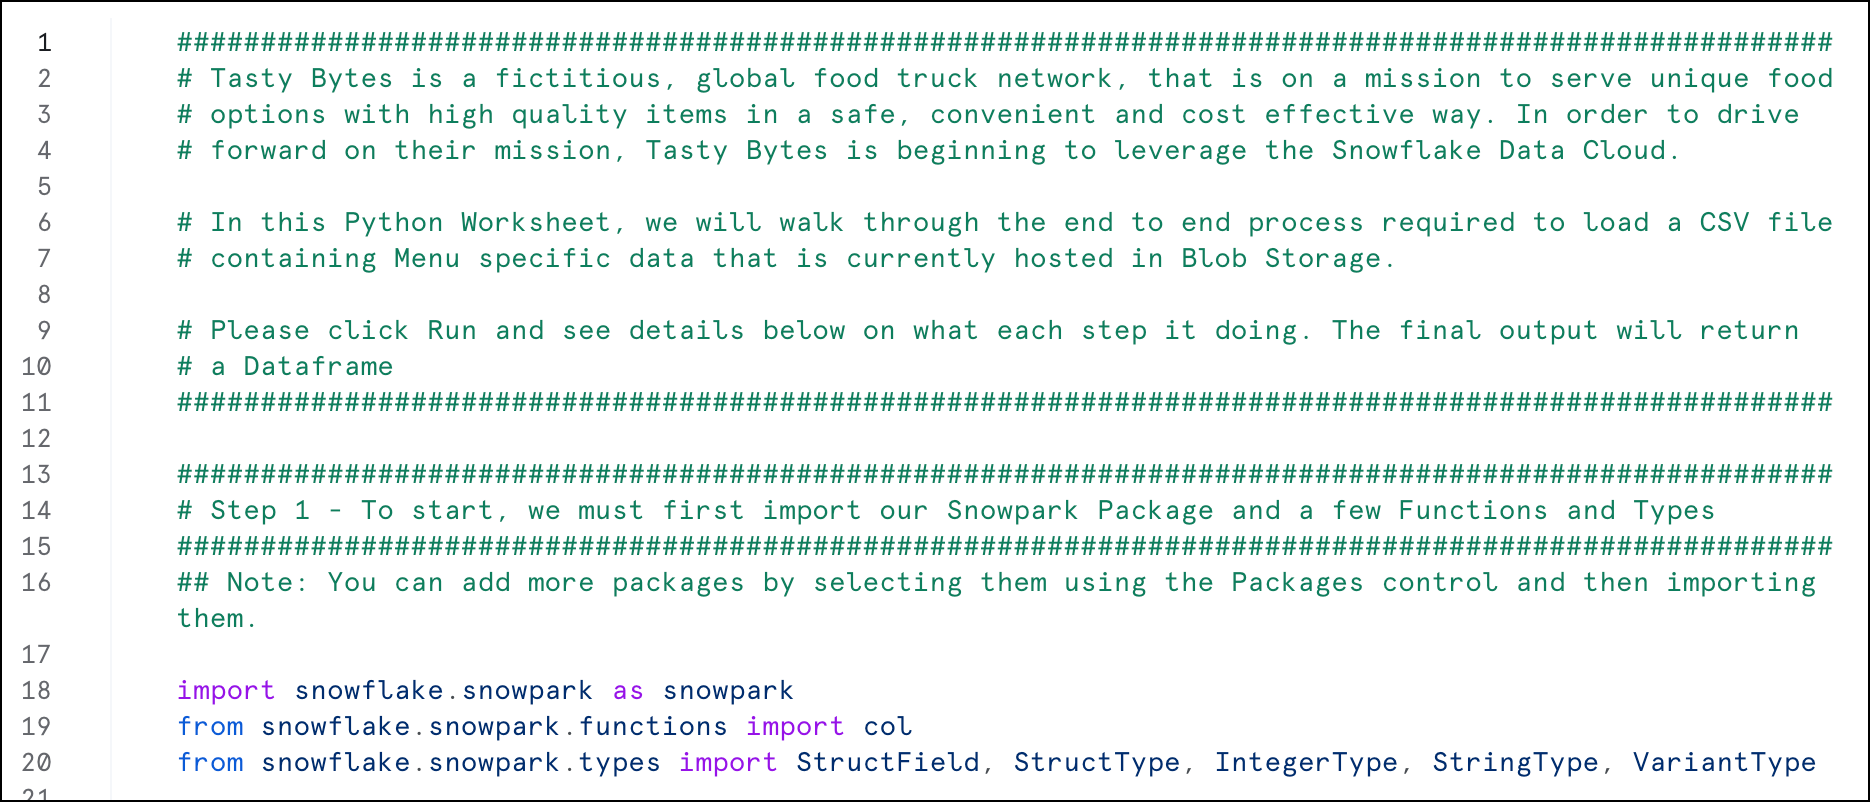 1 ###################################################################################################
2 # Tasty Bytes is a fictitious, global food truck network, that is on a mission to serve unique food
3 # options with high quality items in a safe, convenient and cost effective way. In order to drive
4 # forward on their mission, Tasty Bytes is beginning to leverage the Snowflake Data Cloud.
5
6 # In this Python Worksheet, we will walk through the end to end process required to load a CSV file
7 # containing Menu specific data that is currently hosted in Blob Storage.
8
9 # Please click Run and see details below on what each step it doing. The final output will return
10 # a Dataframe
11 ###################################################################################################
12
13 ###################################################################################################
14 # Step 1 - To start, we must first import our Snowpark Package and a few Functions and Types
15 ###################################################################################################
16 ## Note: You can add more packages by selecting them using the Packages control and then importing
them.
17
18 import snowflake.snowpark as snowpark
19 from snowflake.snowpark.functions import col
20 from snowflake.snowpark.types import StructField, StructType, IntegerType, StringType, VariantType
21